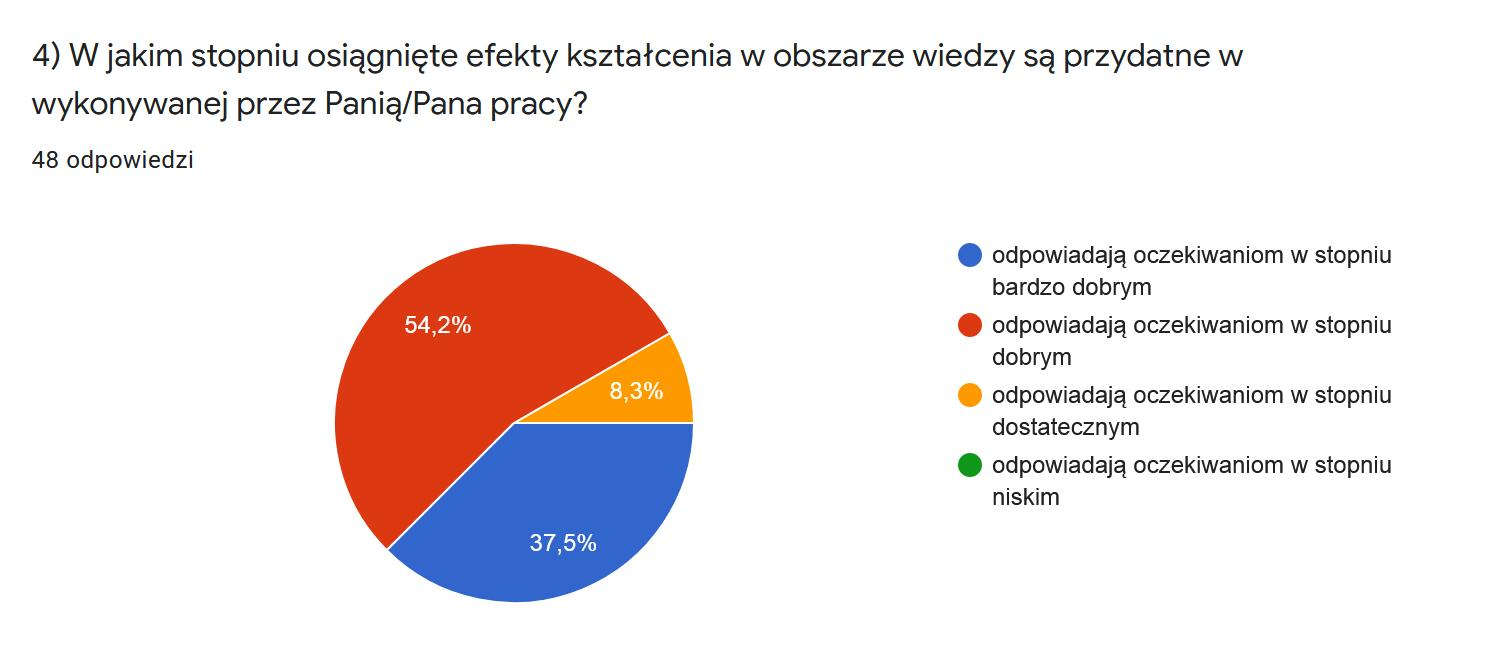 4) W jakim stopniu osiągnięte efekty kształcenia w obszarze wiedzy są przydatne w
wykonywanej przez Panią/Pana pracy?
48 odpowiedzi
54,2%
8,3%
37,5%
odpowiadają oczekiwaniom w stopniu
bardzo dobrym
odpowiadają oczekiwaniom w stopniu
dobrym
odpowiadają oczekiwaniom w stopniu
dostatecznym
odpowiadają oczekiwaniom w stopniu
niskim